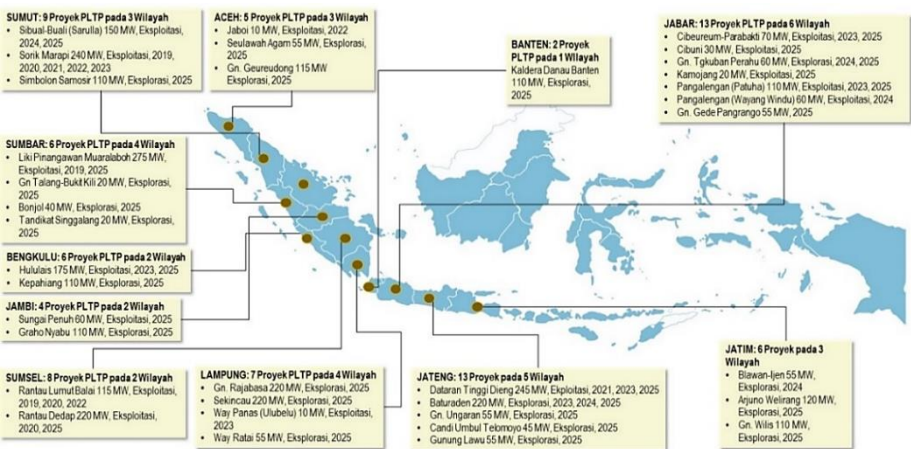 SUMUT: 9 Proyek PLTP pada 3 Wilayah
• Sibual-Buali (Sarulla) 150 MW, Eksploitasi,
2024, 2025
• Sorik Marapi 240 MW, Eksploitasi, 2019,
2020, 2021, 2022, 2023
• Simbolon Samosir 110 MW, Eksplorasi, 2025
ACEH: 5 Proyek PLTP pada 3 Wilayah
• Jaboi 10 MW, Eksploitasi, 2022
• Seulawah Agam 55 MW, Eksplorasi,
2025
• Gn. Geureudong 115 MW
Eksplorasi, 2025
BANTEN: 2 Proyek
PLTP pada 1 Wilayah
Kaldera Danau Banten
110 MW, Eksplorasi,
2025
JABAR: 13 Proyek PLTP pada 6 Wilayah
• Cibeureum-Parabakti 70 MW, Eksploitasi, 2023, 2025
• Cibuni 30 MW, Eksploitasi, 2025
• Gn. Tgkuban Perahu 60 MW, Eksplorasi, 2024, 2025
• Kamojang 20 MW, Eksploitasi, 2025
• Pangalengan (Patuha) 110 MW, Eksploitasi, 2023, 2025
• Pangalengan (Wayang Windu) 60 MW, Eksploitasi, 2024
• Gn. Gede Pangrango 55 MW, 2025
SUMBAR: 6 Proyek PLTP pada 4 Wilayah
• Liki Pinangawan Muaralaboh 275 MW,
Eksploitasi, 2019, 2025
• Gn Talang-Bukit Kili 20 MW, Eksplorasi,
2025
• Bonjol 40 MW, Eksplorasi, 2025
• Tandikat Singgalang 20 MW, Eksplorasi,
2025
BENGKULU: 6 Proyek PLTP pada 2 Wilayah
• Hululais 175 MW, Eksploitasi, 2023, 2025
• Kepahiang 110 MW, Eksplorasi, 2025
JAMBI: 4 Proyek PLTP pada 2 Wilayah
• Sungai Penuh 60 MW, Eksploitasi, 2025
• Graho Nyabu 110 MW, Eksplorasi, 2025
SUMSEL: 8 Proyek PLTP pada 2 Wilayah
• Rantau Lumut Balai 115 MW, Eksploitasi,
2019, 2020, 2022
• Rantau Dedap 220 MW, Eksploitasi,
2020, 2025
LAMPUNG: 7 Proyek PLTP pada 4 Wilayah
• Gn. Rajabasa 220 MW, Eksplorasi, 2025
• Sekincau 220 MW, Eksplorasi, 2025
• Way Panas (Ulubelu) 10 MW, Eksploitasi,
2023
• Way Ratai 55 MW, Eksplorasi, 2025
JATENG: 13 Proyek pada 5 Wilayah
• Dataran Tinggi Dieng 245 MW, Ekploitasi, 2021, 2023, 2025
• Baturaden 220 MW, Eksplorasi, 2023, 2024, 2025
• Gn. Ungaran 55 MW, Eksplorasi, 2025
• Candi Umbul Telomoyo 45 MW, Eksplorasi, 2025
• Gunung Lawu 55 MW, Eksplorasi, 2025
JATIM: 6 Proyek pada 3
Wilayah
• Blawan-Ijen 55 MW,
Eksplorasi, 2024
• Arjuno Welirang 120 MW,
Eksplorasi, 2025
• Gn. Wilis 110 MW,
Eksplorasi, 2025